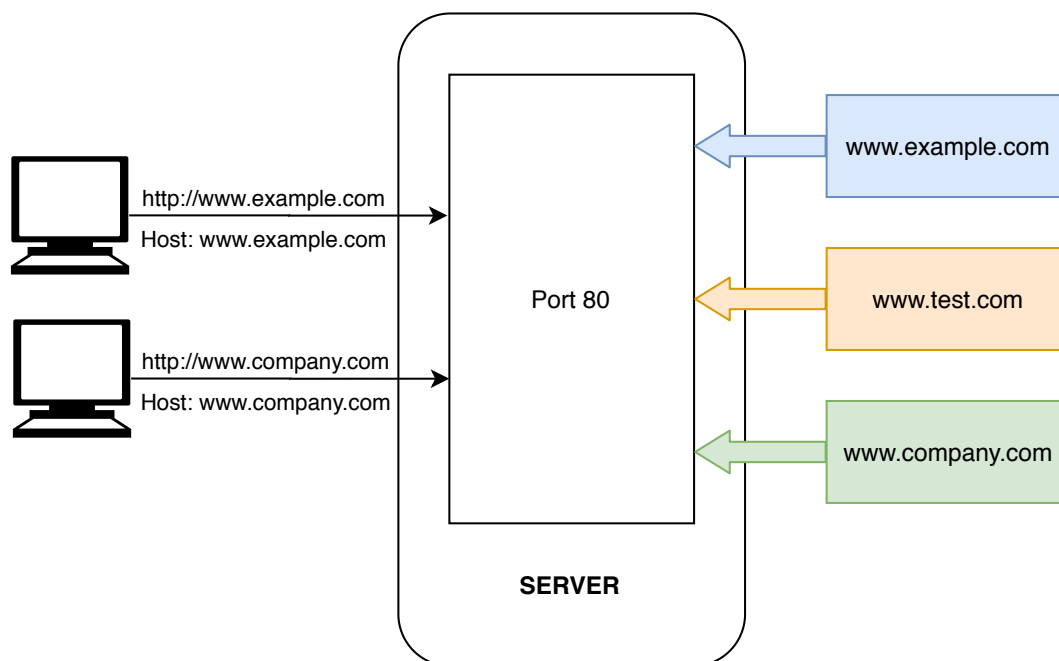 http://www.example.com
Host: www.example.com
http://www.company.com
Host: www.company.com
Port 80
SERVER
www.example.com
www.test.com
www.company.com